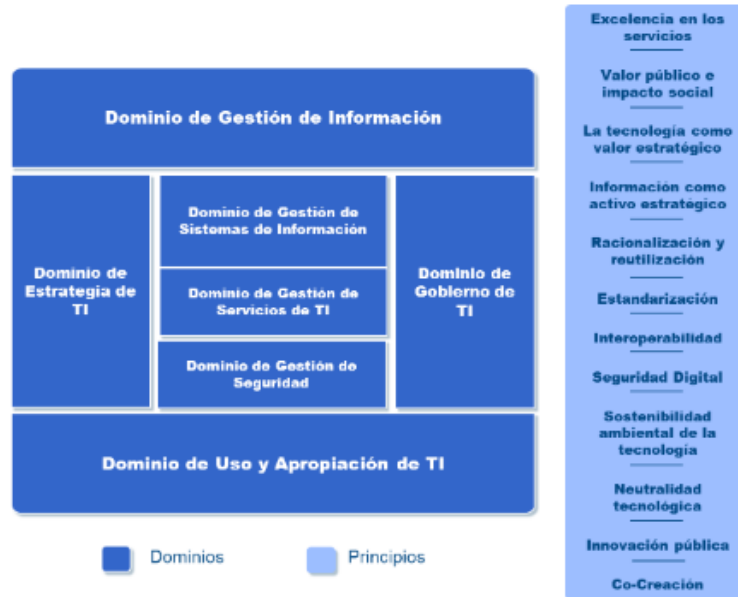 Dominio de Gestión de Información
Dominio de
Estrategia de
TI
Dominio de Gestión de
Sistemas de Información
Dominio de Gestión de
Servicios de TI
Dominio de Gestión de
Seguridad
Dominio de
Gobierno de
TI
Dominio de Uso y Apropiación de TI
Dominios
Principios
Excelencia en los
servicios
Valor público e
impacto social
La tecnología como
valor estratégico
Información como
activo estratégico
Racionalización y
reutilización
Estandarización
Interoperabilidad
Seguridad Digital
Sostenibilidad
ambiental de la
tecnología
Neutralidad
tecnológica
Innovación pública
Co-Creación